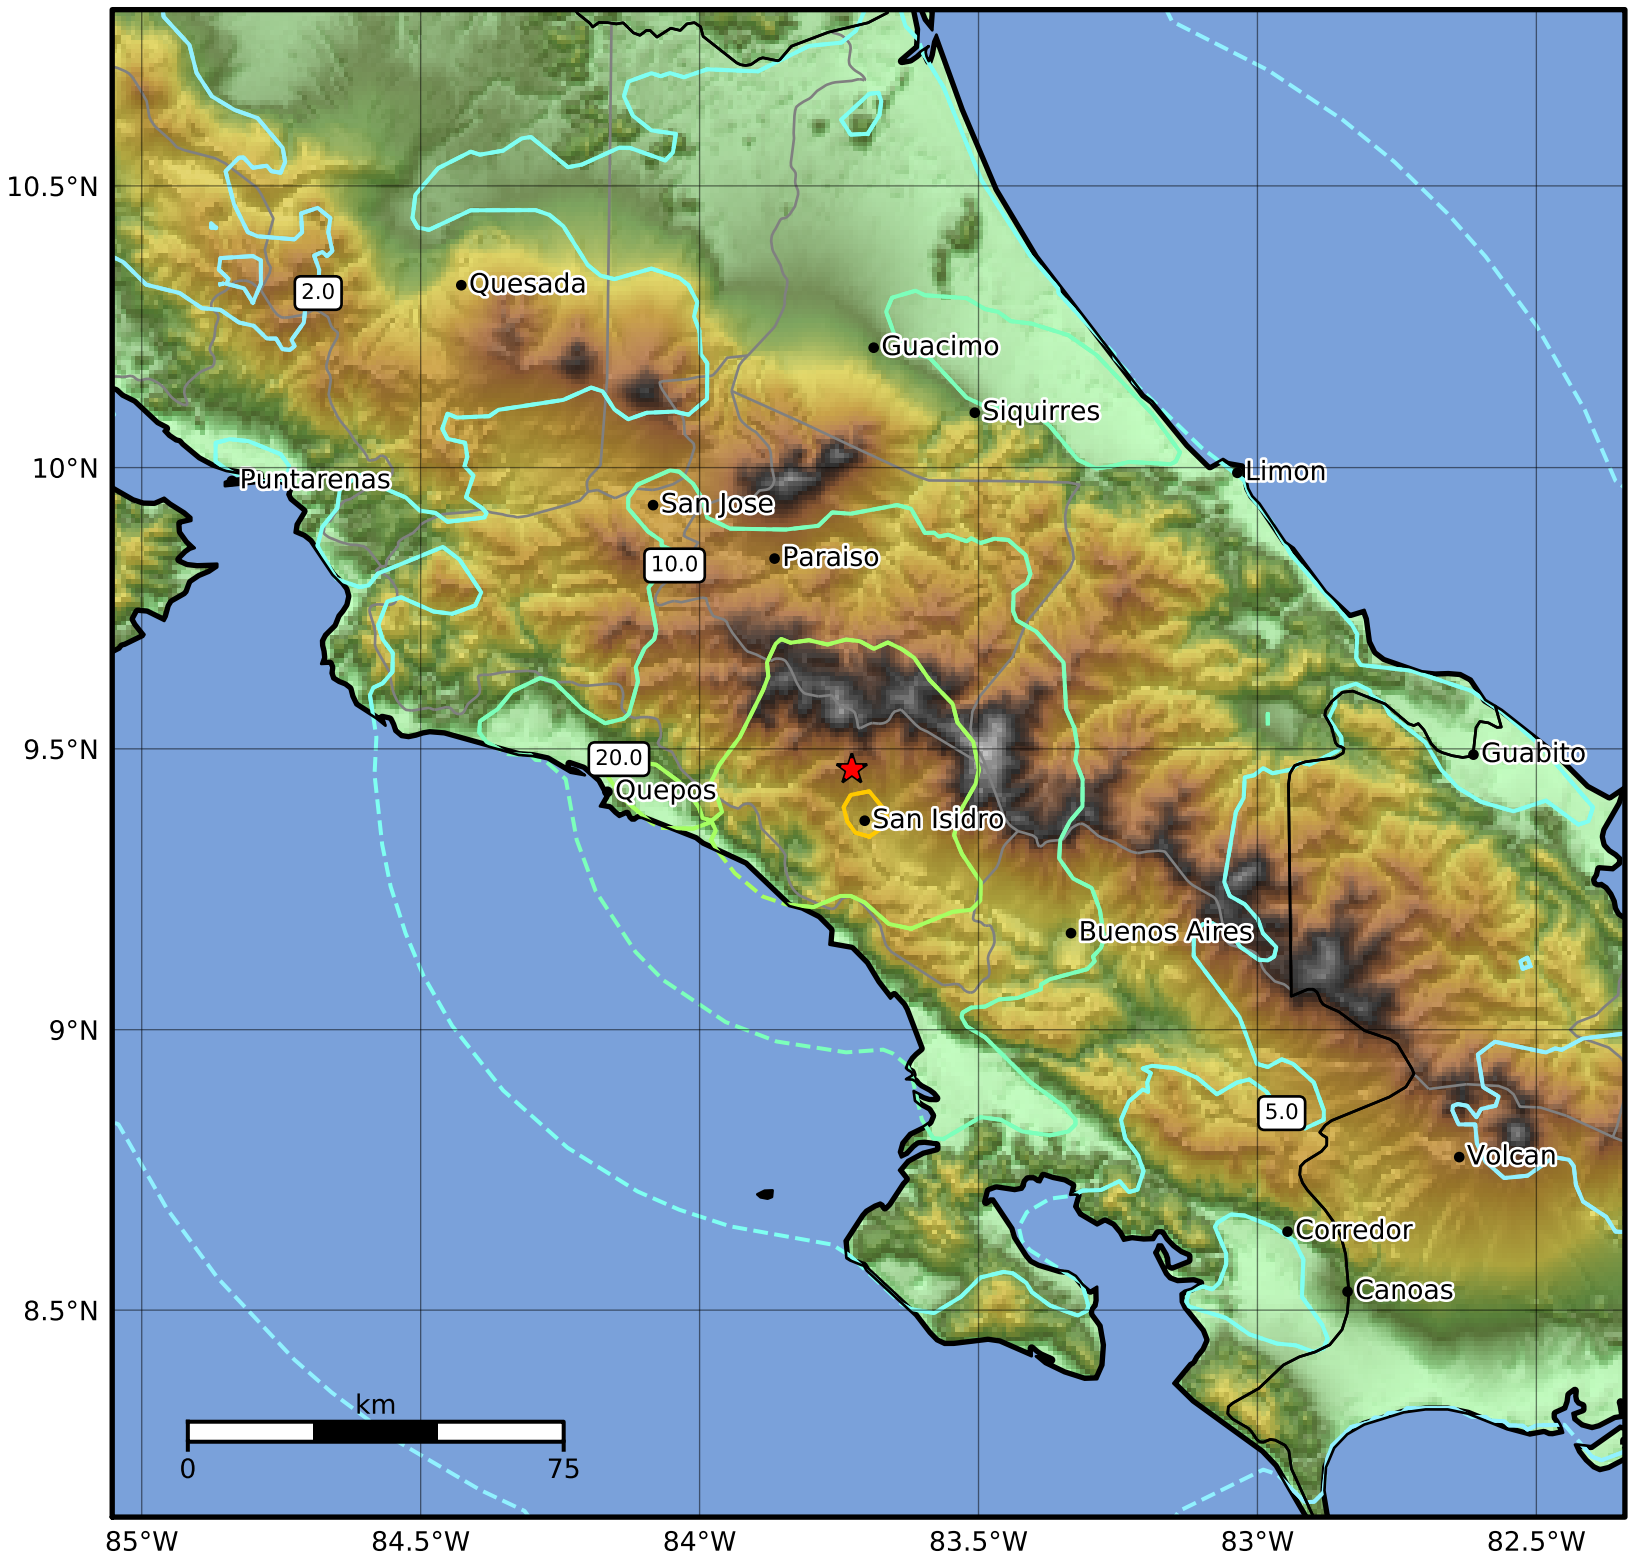 10.5°N
Quesada
2.0
Guacimo
Siquirres
10°N
Puntarenas
Limon
San Jose
10.0
Paraiso
9.5°N
20.0
Guabito
Quepos
San Isidro
Buenos Aires
9°N
5.0
Volcan
Corredor
Canoas
8.5°N
km
0
75
85°W
84.5°W
84°W
83.5°W
83°W
82.5°W